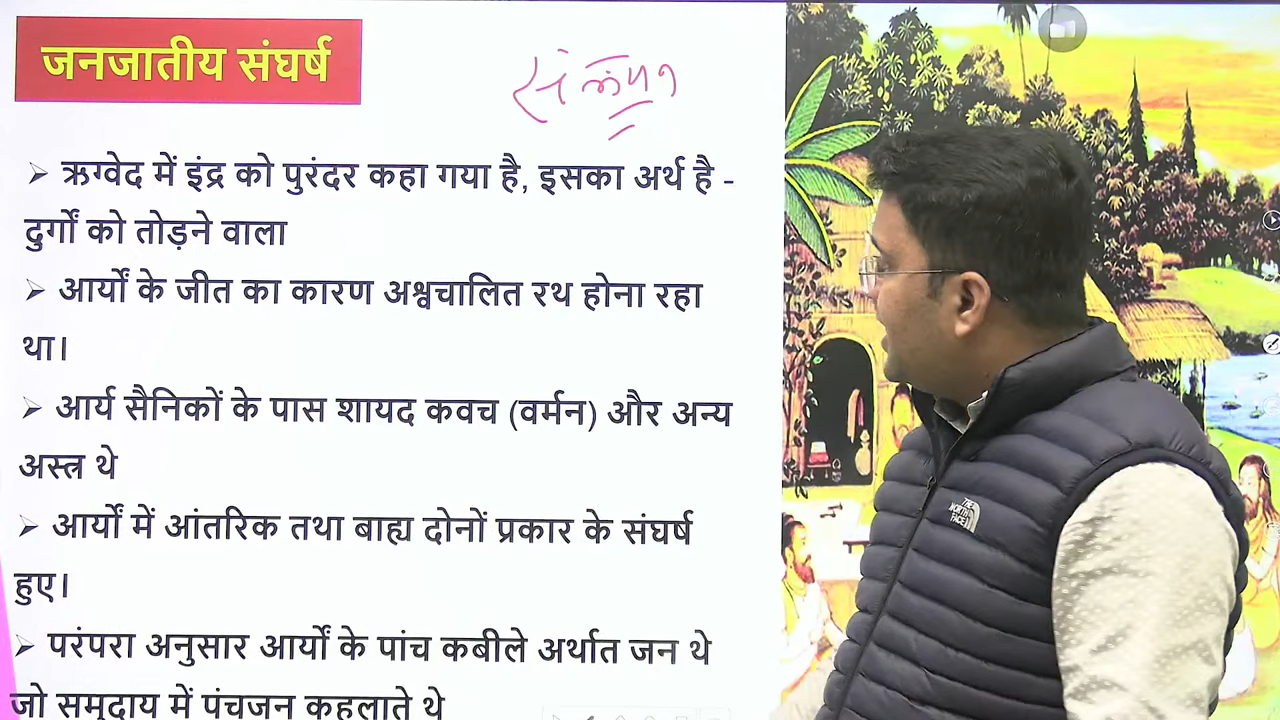 जनजातीय संघर्ष
➢ ऋग्वेद में इंद्र को पुरंदर कहा गया है, इसका अर्थ है -
दुर्गों को तोड़ने वाला
➢ आर्यों के जीत का कारण अश्वचालित रथ होना रहा
था।
➢ आर्य सैनिकों के पास शायद कवच (वर्मन) और अन्य
अस्त्र थे
➢ आर्यों में आंतरिक तथा बाह्य दोनों प्रकार के संघर्ष
हुए।
➢ परंपरा अनुसार आर्यों के पांच कबीले अर्थात जन थे
जो समुदाय में पंचजन कहलाते थे
THE
NORTH
FACE